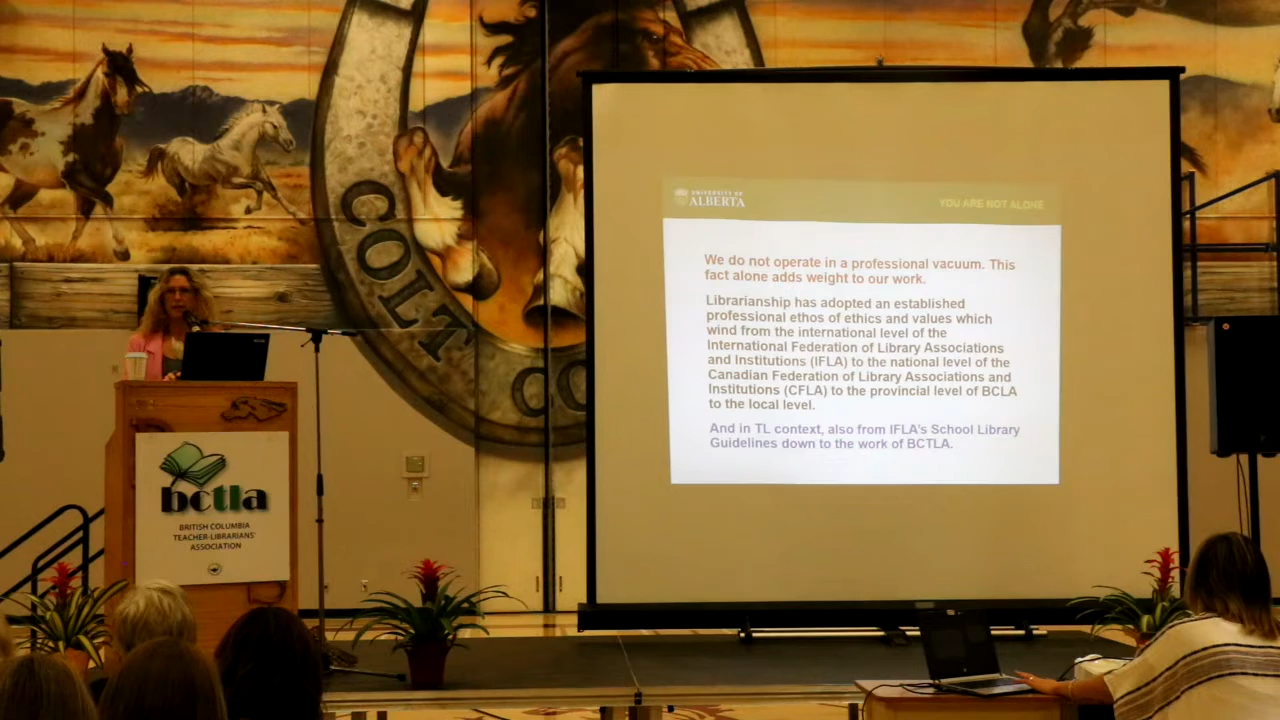 COLT
CO
UNIVERSITY OF
ALBERTA
YOU ARE NOT ALONE
We do not operate in a professional vacuum. This
fact alone adds weight to our work.
Librarianship has adopted an established
professional ethos of ethics and values which
wind from the international level of the
International Federation of Library Associations
and Institutions (IFLA) to the national level of the
Canadian Federation of Library Associations and
Institutions (CFLA) to the provincial level of BCLA
to the local level.
And in TL context, also from IFLA's School Library
Guidelines down to the work of BCTLA.
bctla
BRITISH COLUMBIA
TEACHER-LIBRARIANS'
ASSOCIATION